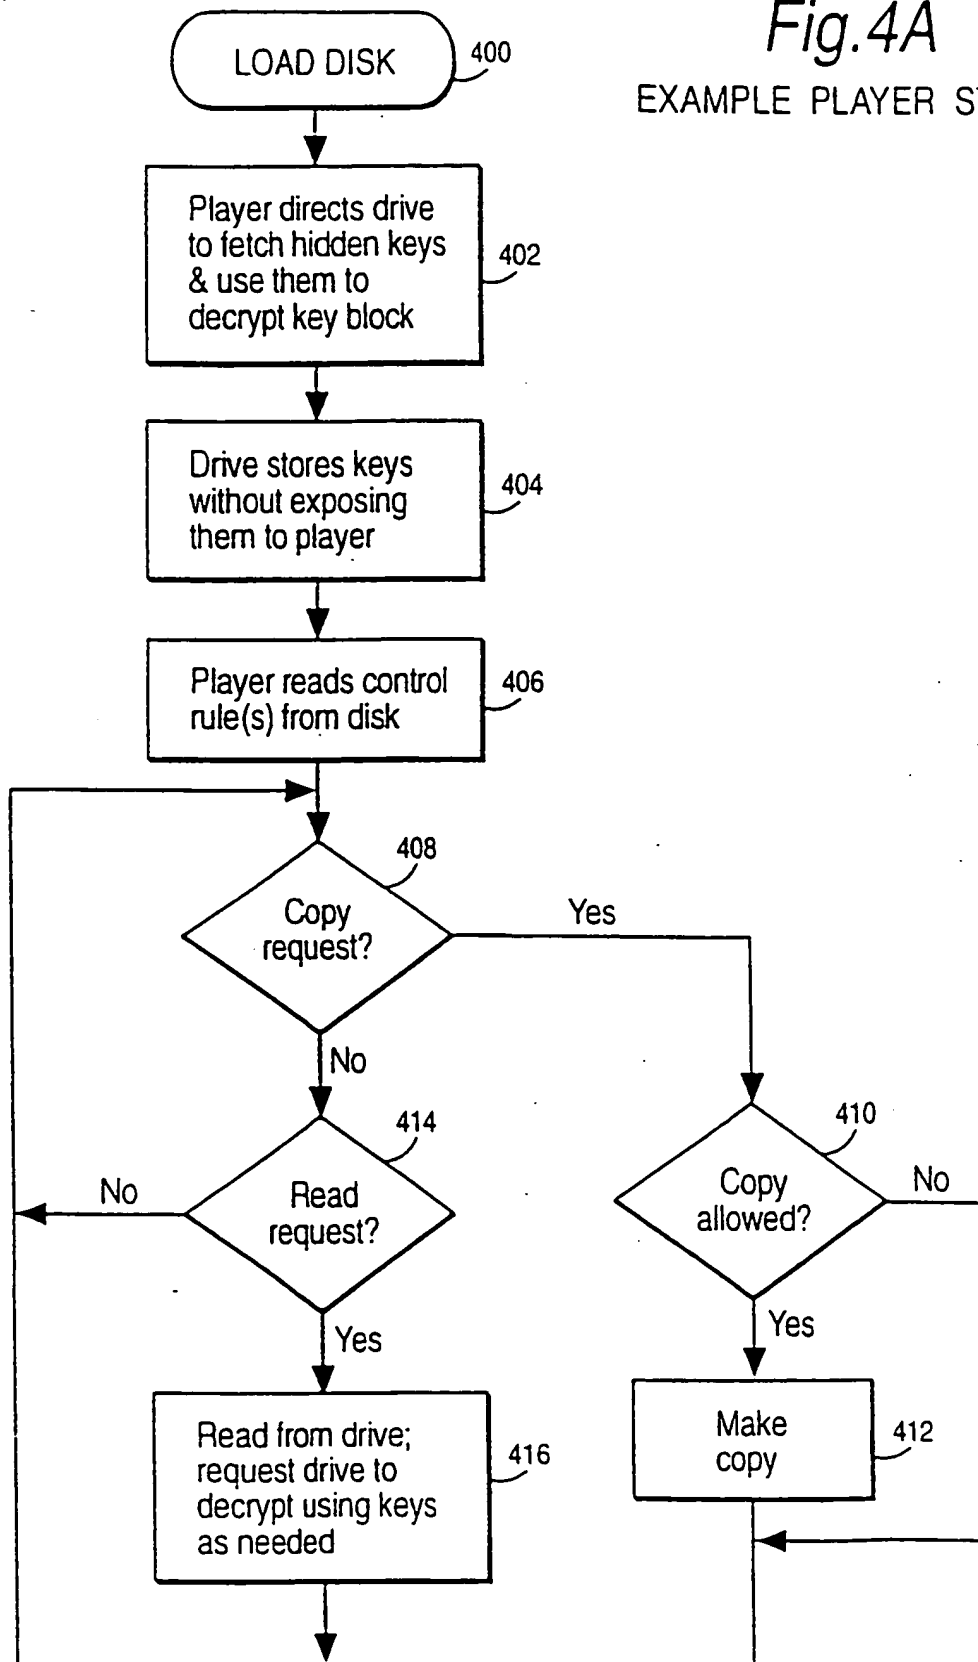 Fig.4A
EXAMPLE PLAYER
LOAD DISK
400
Player directs drive
to fetch hidden keys
& use them to
decrypt key block
402
Drive stores keys
without exposing
them to player
404
Player reads control
rule(s) from disk
406
408
Copy
request?
Yes
No
410
Copy
allowed?
No
414
Read
request?
No
Yes
Yes
Make
copy
412
Read from drive;
request drive to
decrypt using keys
as needed
416